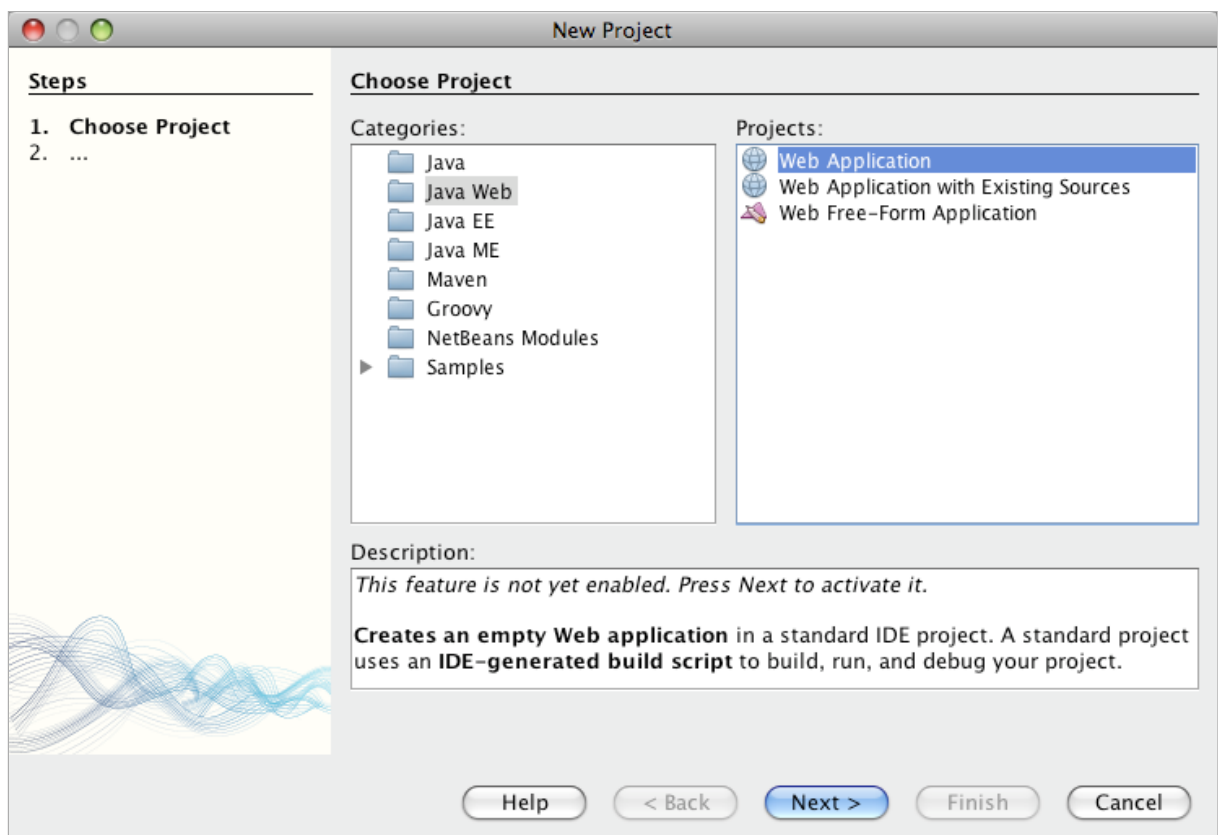 New Project
Steps
1. Choose Project
2. ...
Choose Project
Categories:
Java
Java Web
Java EE
Java ME
Maven
Groovy
NetBeans Modules
Samples
Projects:
Web Application
Web Application with Existing Sources
Web Free-Form Application
Description:
This feature is not yet enabled. Press Next to activate it.
Creates an empty Web application in a standard IDE project. A standard project
uses an IDE-generated build script to build, run, and debug your project.
Help
< Back
Next >
Finish
Cancel